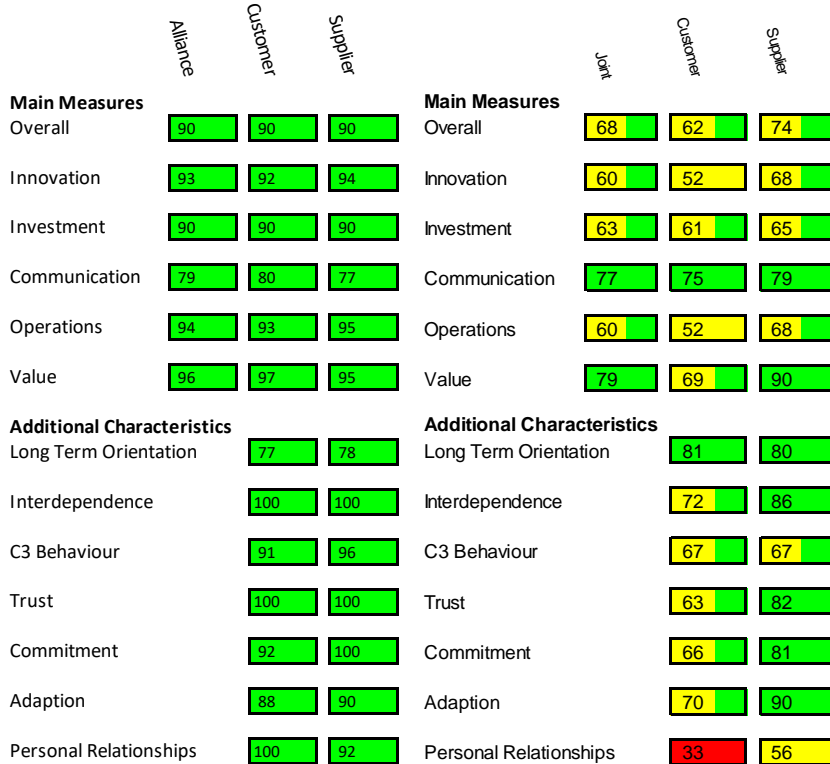 Alliance Customer Supplier
Main Measures
Overall 90 90 90
Innovation 93 92 94
Investment 90 90 90
Communication 79 80 77
Operations 94 93 95
Value 96 97 95
Additional Characteristics
Long Term Orientation 77 78
Interdependence 100 100
C3 Behaviour 91 96
Trust 100 100
Commitment 92 100
Adaption 88 90
Personal Relationships 100 92
Joint Customer Supplier
Main Measures
Overall 68 62 74
Innovation 60 52 68
Investment 63 61 65
Communication 77 75 79
Operations 60 52 68
Value 79 69 90
Additional Characteristics
Long Term Orientation 81 80
Interdependence 72 86
C3 Behaviour 67 67
Trust 63 82
Commitment 66 81
Adaption 70 90
Personal Relationships 33 56